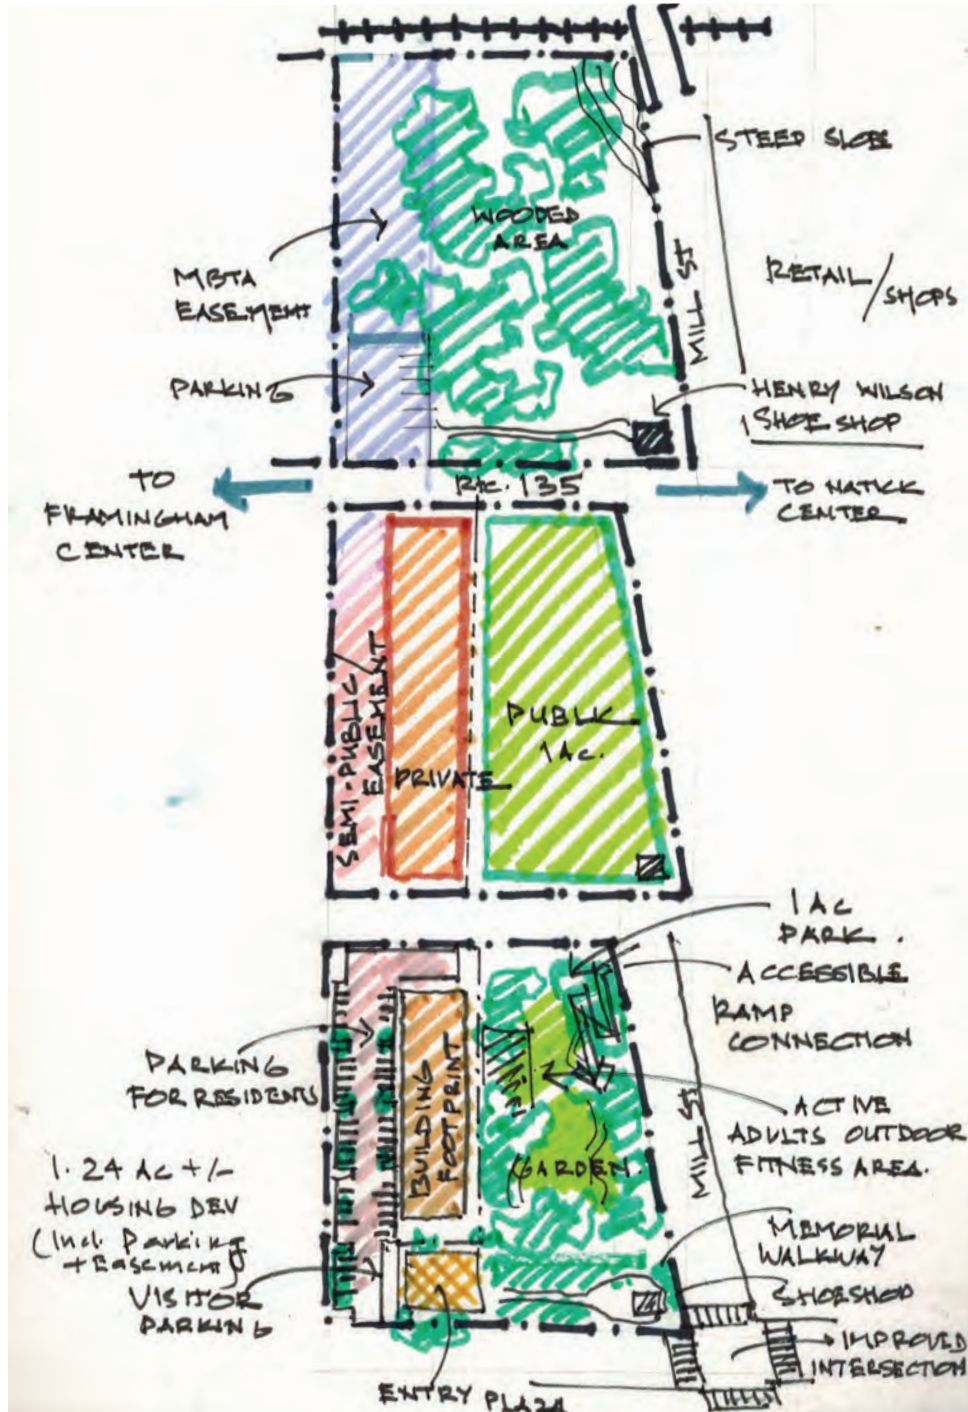 STEEP SLOPE
WOODED
AREA
MBTA
EASEMENT
RETAIL/
SHOPS
MILL ST
PARKING
HENRY WILSON
SHOE SHOP
TO
FRAMINGHAM
CENTER
Rte. 135
TO NATICK
CENTER
SEMI-PUBLIC/
EASEMENT
PRIVATE
PUBLIC
1 AC.
1 AC
PARK.
ACCESSIBLE
RAMP
CONNECTION
PARKING
FOR RESIDENTS
BUILDING
FOOTPRINT
ACTIVE
ADULTS OUTDOOR
FITNESS AREA.
GARDEN.
MILL ST
1.24 AC +/-
HOUSING DEV
(Incl. Parking
+ Easement)
VISITOR
PARKING
MEMORIAL
WALKWAY
SHOESHOP
IMPROVED
INTERSECTION
ENTRY PLAZA